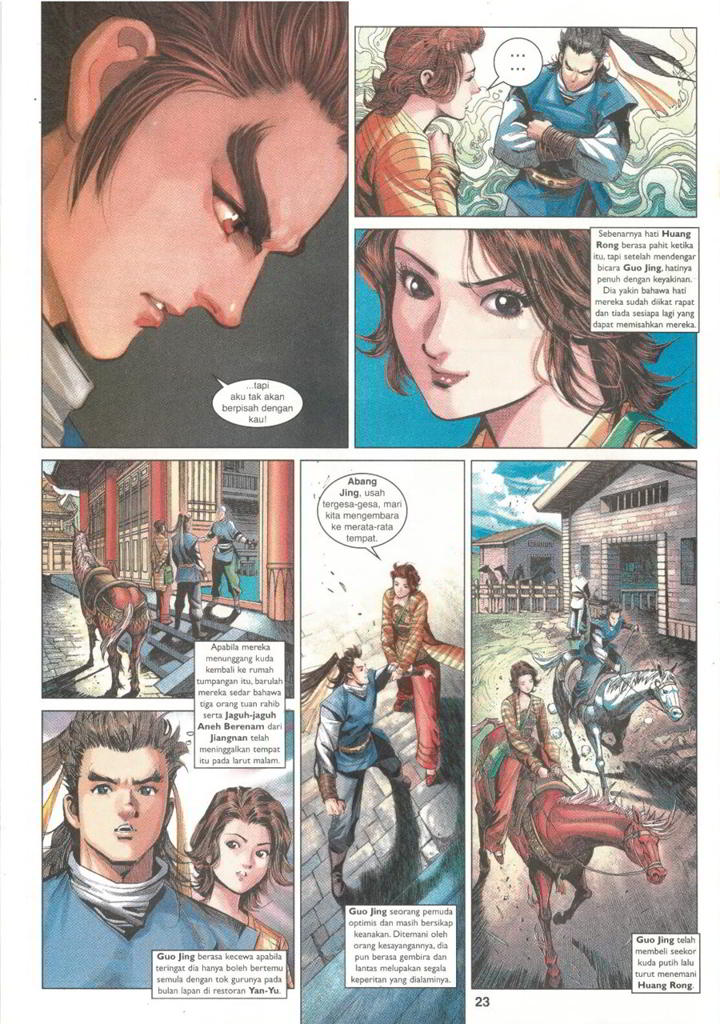 ...
...
...tapi
aku tak akan
berpisah dengan
kau!
Sebenarnya hati Huang
Rong berasa pahit ketika
itu, tapi setelah mendengar
bicara Guo Jing, hatinya
penuh dengan keyakinan.
Dia yakin bahawa hati
mereka sudah diikat rapat
dan tiada sesiapa lagi yang
dapat memisahkan mereka.
Apabila mereka
menunggang kuda
kembali ke rumah
tumpangan itu, barulah
mereka sedar bahawa
tiga orang tuan rahib
serta Jaguh-jaguh
Aneh Berenam dari
Jiangnan telah
meninggalkan tempat
itu pada larut malam.
Guo Jing berasa kecewa apabila
teringat dia hanya boleh bertemu
semula dengan tok gurunya pada
bulan lapan di restoran Yan-Yu.
Abang
Jing, usah
tergesa-gesa, mari
kita mengembara
ke merata-rata
tempat.
Guo Jing seorang pemuda
optimis dan masih bersikap
keanakan. Ditemani oleh
orang kesayangannya, dia
pun berasa gembira dan
lantas melupakan segala
keperitan yang dialaminya.
Guo Jing telah
membeli seekor
kuda putih lalu
turut menemani
Huang Rong.
23